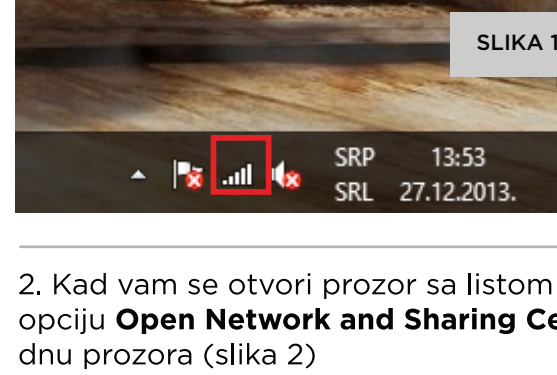 SLIKA 1
SRP 13:53
SRL 27.12.2013.
2. Kad vam se otvori prozor sa listom
opciju Open Network and Sharing Ce
dnu prozora (slika 2)